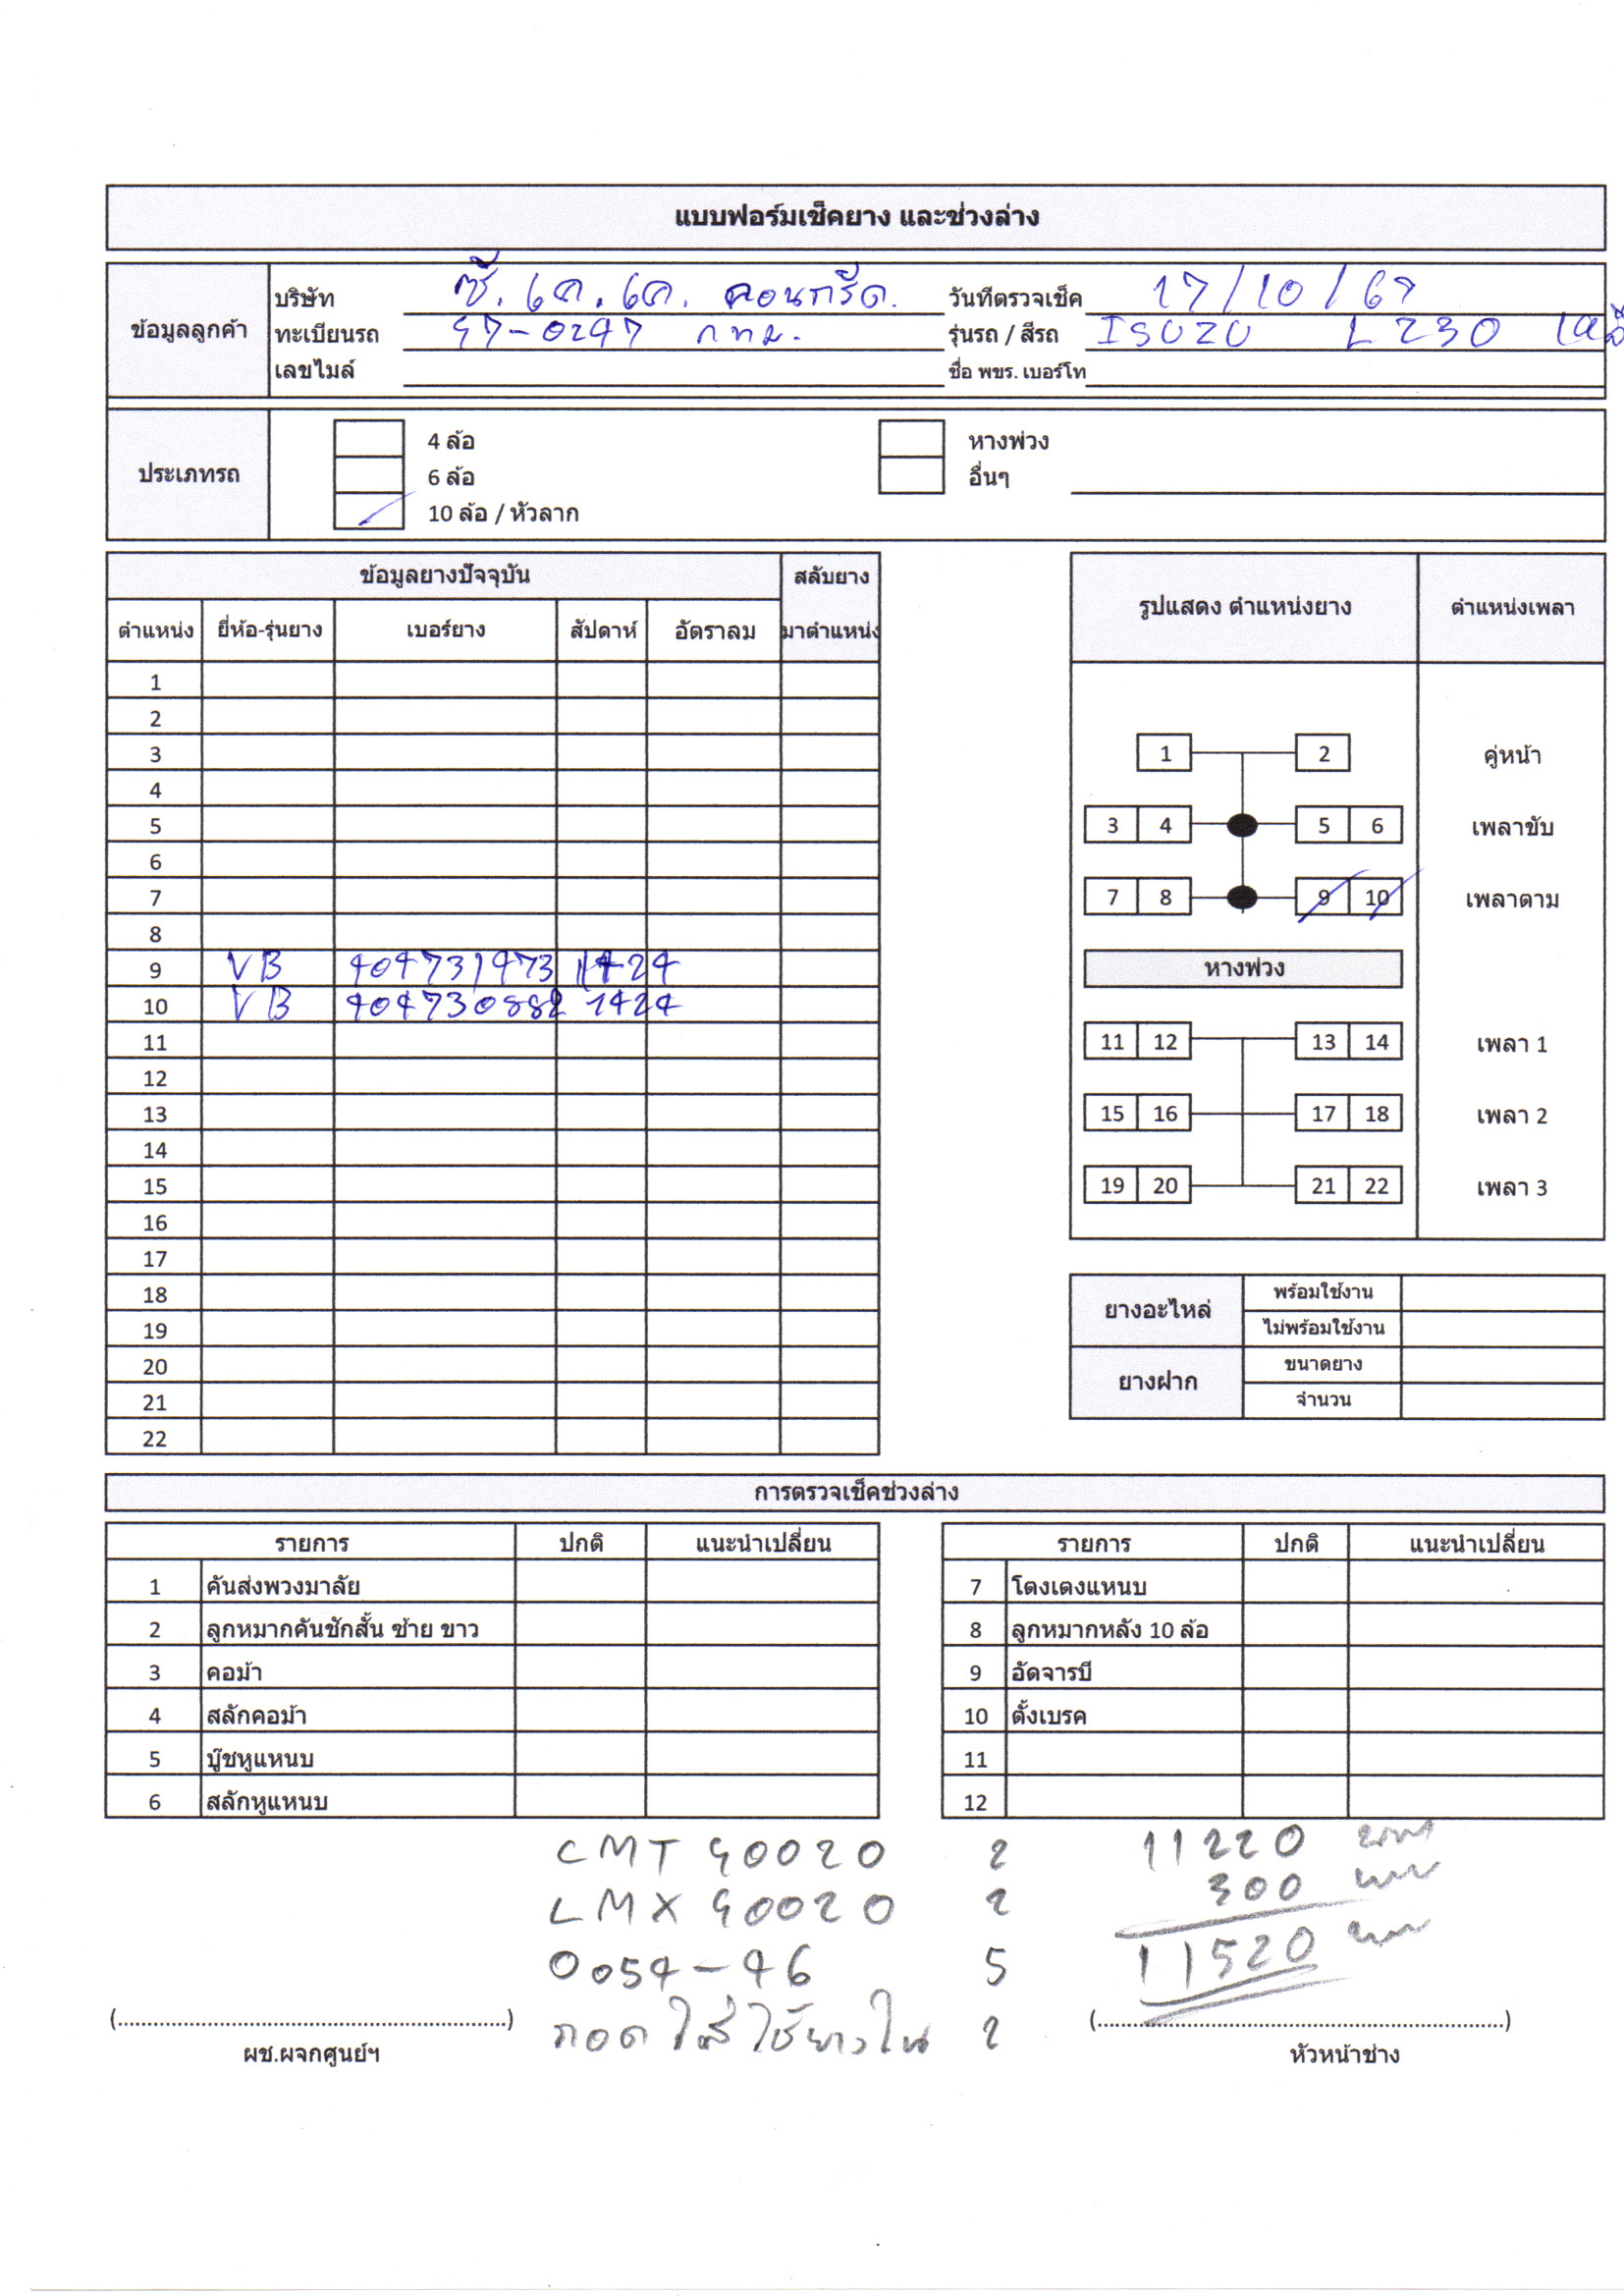 แบบฟอร์มเช็คยาง และช่วงล่าง
ข้อมูลลูกค้า
บริษัท ซี.เค.เค. คอนกรีต. วันที่ตรวจเช็ค 17/10/67
ทะเบียนรถ 97-0247 กทม. รุ่นรถ / สีรถ ISUZU
เลขไมล์ ชื่อ พขร. เบอร์โท
ประเภทรถ
4 ล้อ หางพ่วง
6 ล้อ อื่นๆ
10 ล้อ / หัวลาก
ข้อมูลยางปัจจุบัน สลับยาง
ตำแหน่ง ยี่ห้อ-รุ่นยาง เบอร์ยาง สัปดาห์ อัตราลม มาตำแหน่ง
1
2
3
4
5
6
7
8
9 VB 404731973 1424
10 VB 404730882 1424
11
12
13
14
15
16
17
18
19
20
21
22
รูปแสดง ตำแหน่งยาง ตำแหน่งเพลา
1 2 คู่หน้า
3 4 5 6 เพลาขับ
7 8 9 10 เพลาตาม
หางพ่วง
11 12 13 14 เพลา 1
15 16 17 18 เพลา 2
19 20 21 22 เพลา 3
ยางอะไหล่ พร้อมใช้งาน
ไม่พร้อมใช้งาน
ยางฝาก ขนาดยาง
จำนวน
การตรวจเช็คช่วงล่าง
รายการ ปกติ แนะนำเปลี่ยน
1 คันส่งพวงมาลัย
2 ลูกหมากคันชักสั้น ซ้าย ขาว
3 คอม้า
4 สลักคอม้า
5 บู๊ชหูแหนบ
6 สลักหูแหนบ
รายการ ปกติ แนะนำเปลี่ยน
7 โตงเตงแหนบ
8 ลูกหมากหลัง 10 ล้อ
9 อัดจารบี
10 ตั้งเบรค
11
12
CMT 90020 2 11220 บาท
LMX 90020 2 300 บาท
0054-46 5 11520 บาท
ถอดใส่ใช้ยางใน 2
(............................................................) (............................................................)
ผช.ผจกศูนย์ฯ หัวหน้าช่าง